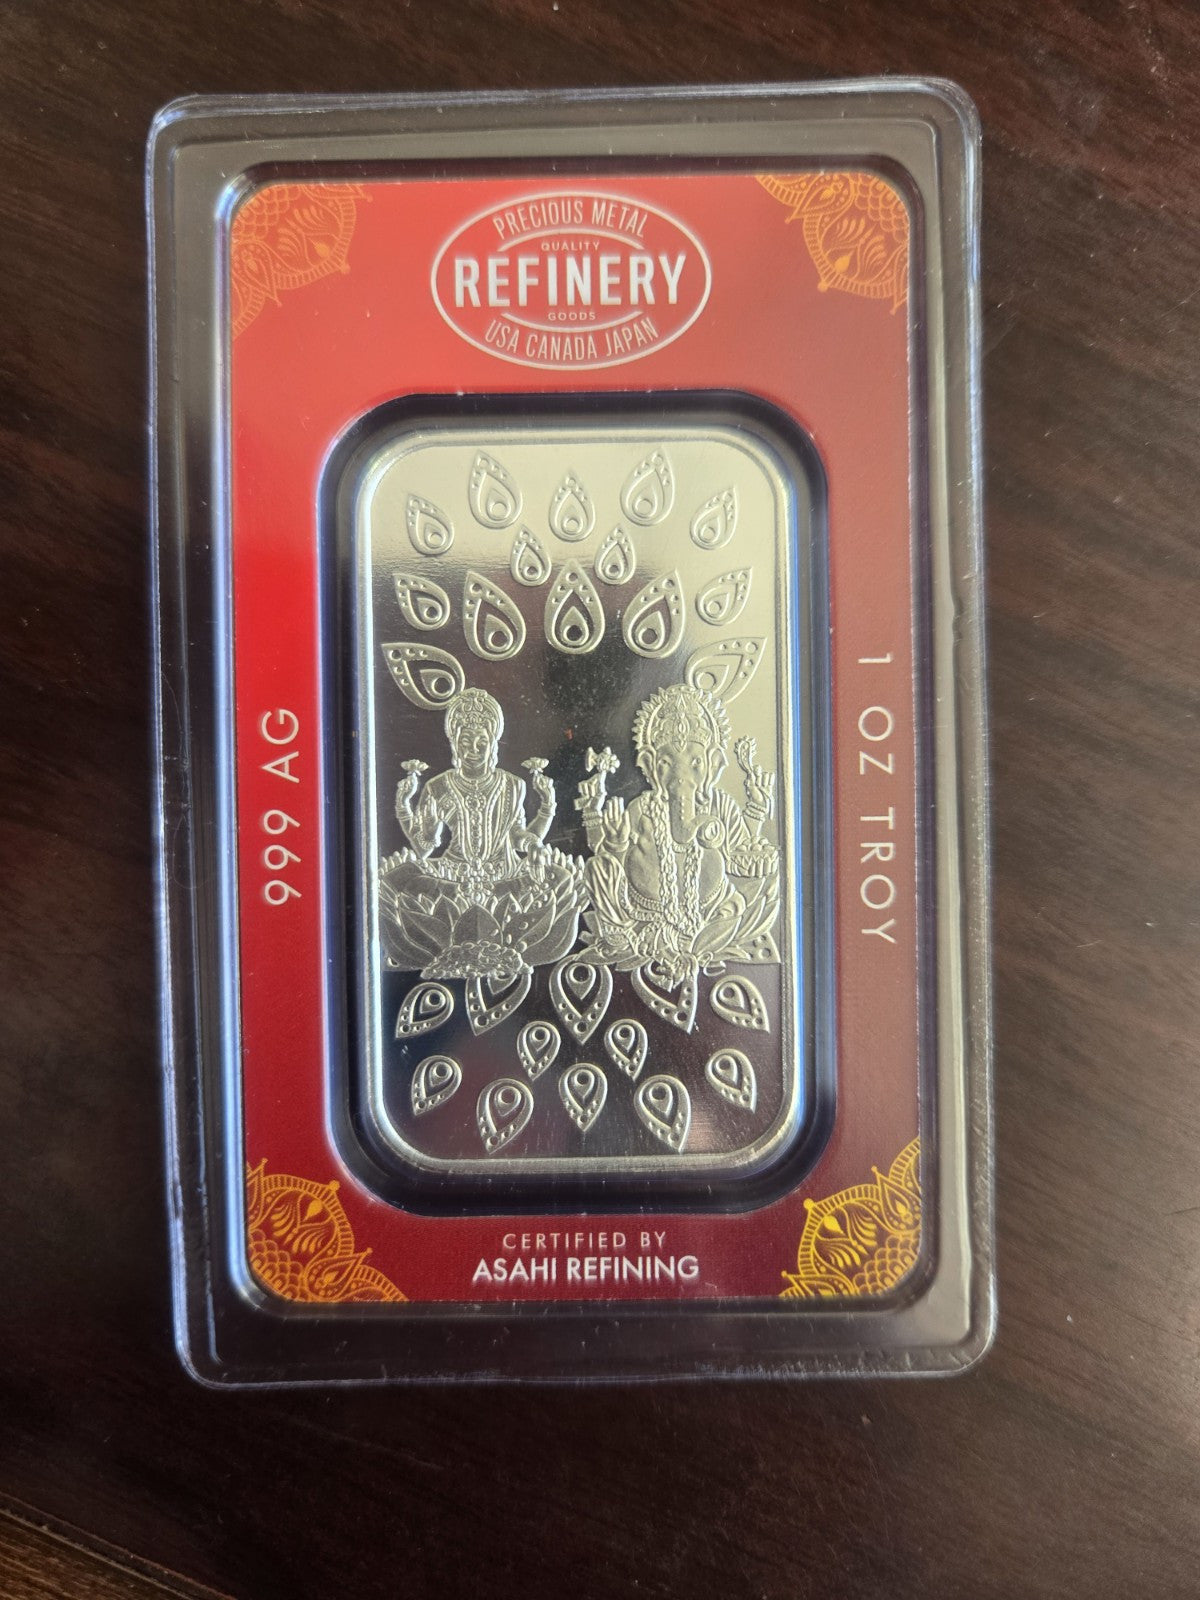 PRECIOUS METAL
QUALITY
REFINERY
GOODS
USA CANADA JAPAN
999 AG
1 OZ TROY
CERTIFIED BY
ASAHI REFINING